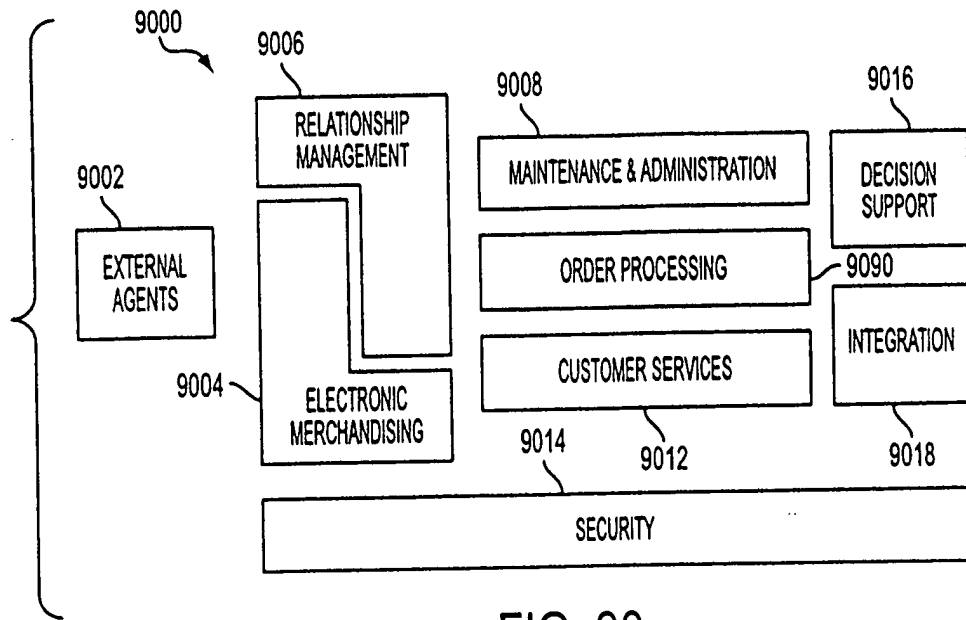 9000
9006
9008
9016
RELATIONSHIP
MANAGEMENT
MAINTENANCE & ADMINISTRATION
DECISION
SUPPORT
9002
EXTERNAL
AGENTS
ORDER PROCESSING
9090
INTEGRATION
CUSTOMER SERVICES
9004
ELECTRONIC
MERCHANDISING
9014
9012
9018
SECURITY